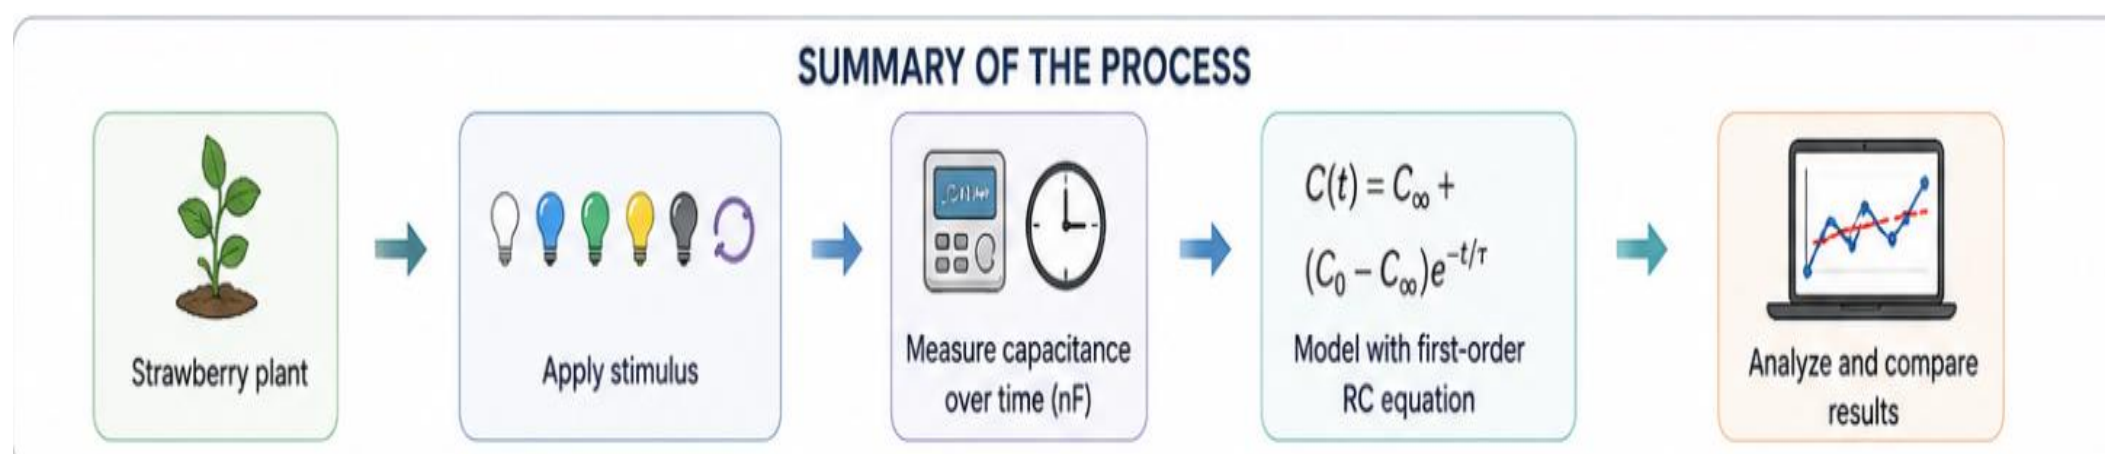 SUMMARY OF THE PROCESS
Strawberry plant
Apply stimulus
Measure capacitance
over time (nF)
C(t) = C∞ +
(C₀ − C∞)e^{−t/τ}
Model with first-order
RC equation
Analyze and compare
results